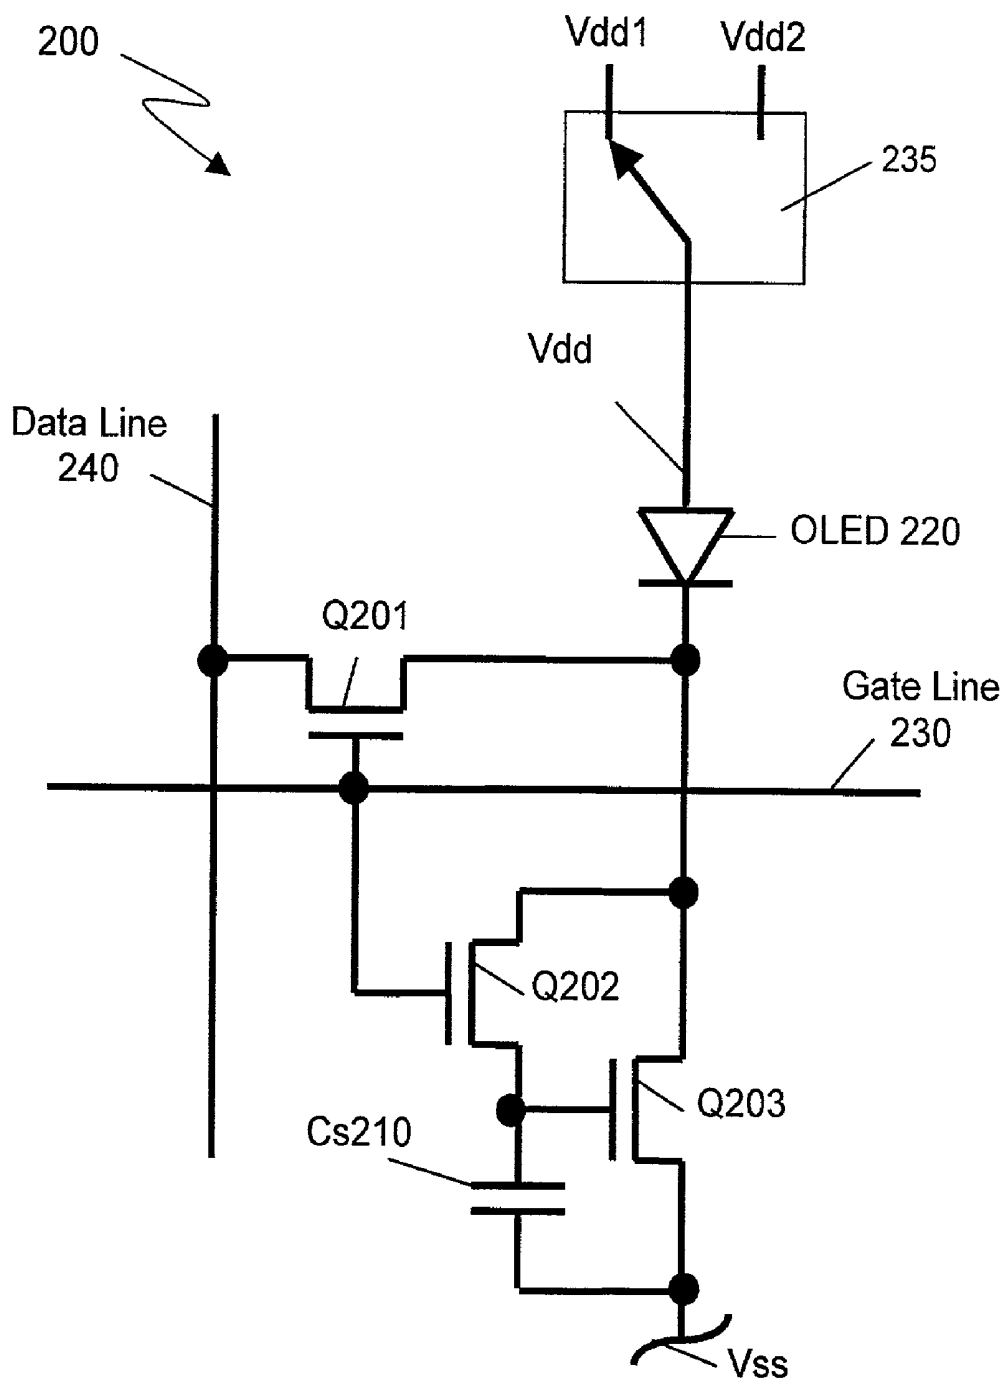 200
Vdd1
Vdd2
235
Vdd
Data Line
240
OLED 220
Q201
Gate Line
230
Q202
Q203
Cs210
Vss